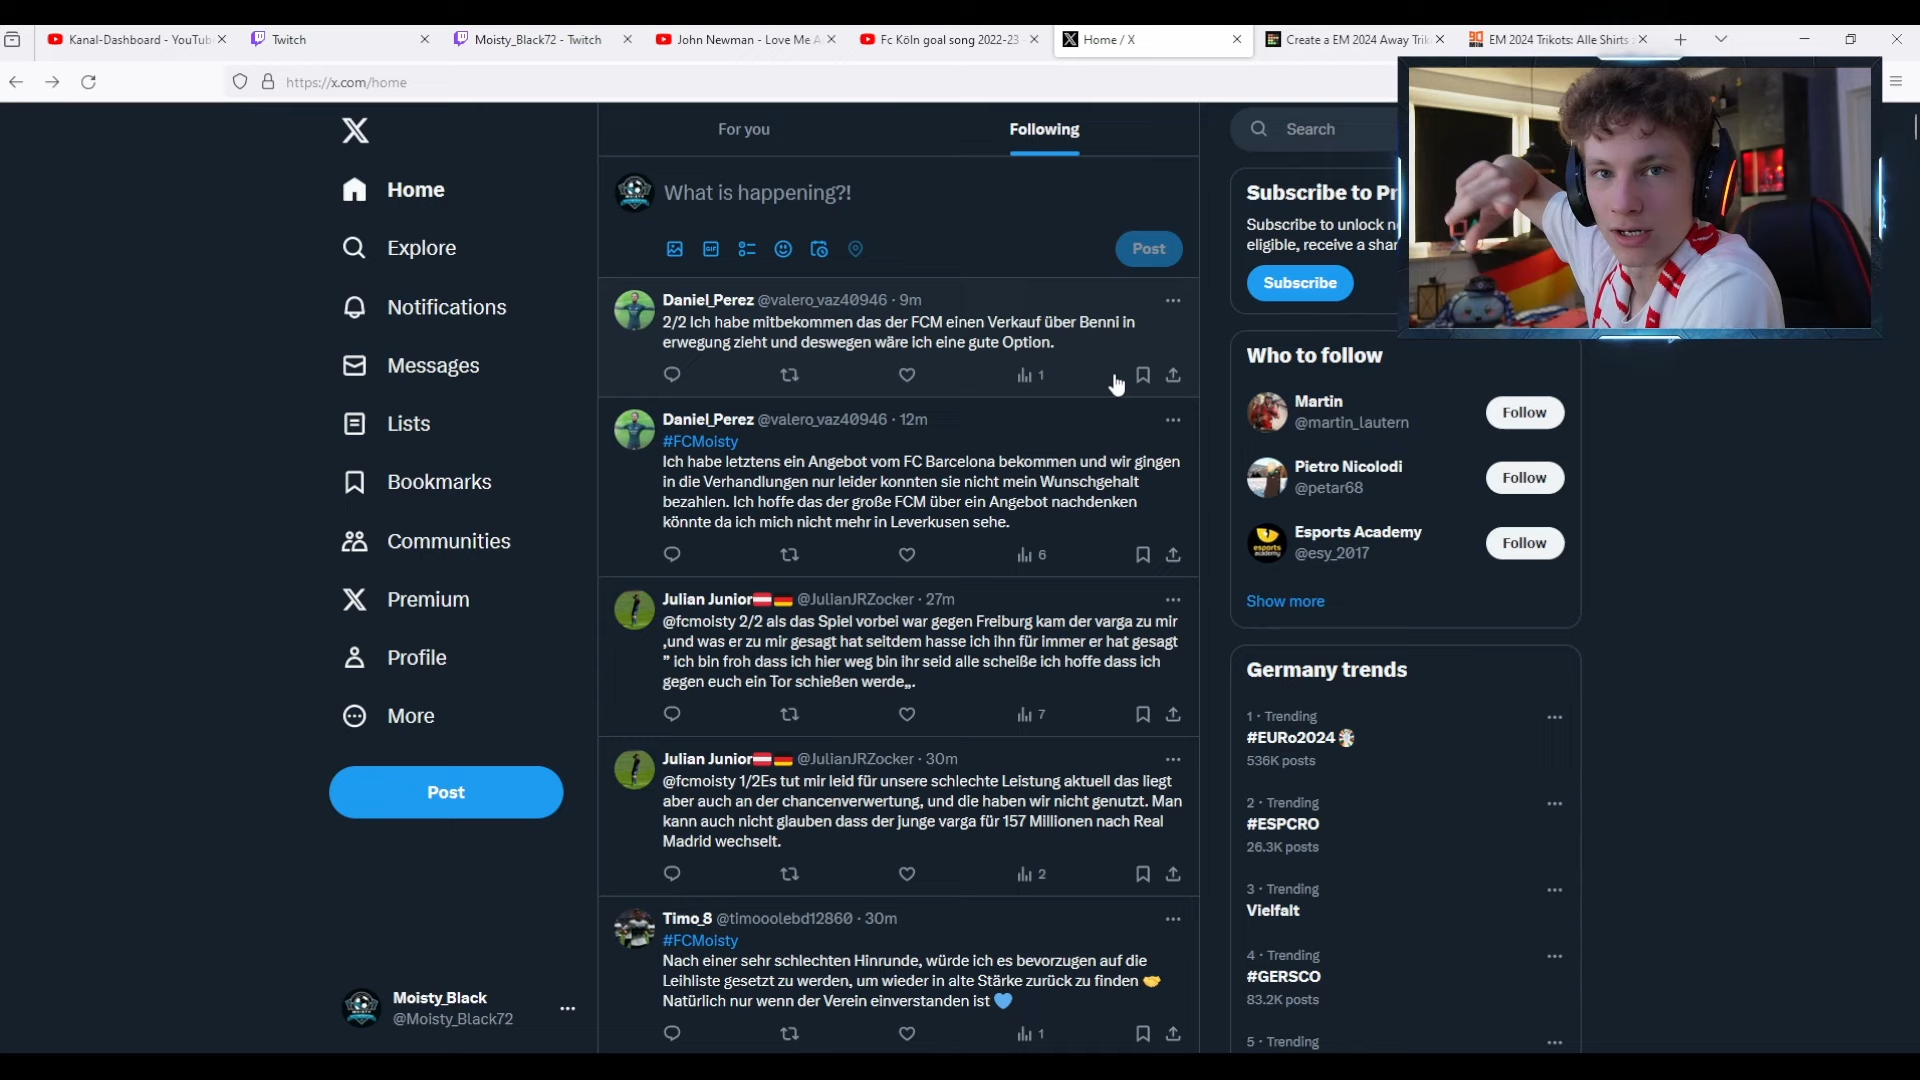 Kanal-Dashboard - YouTub
Twitch
Moisty_Black72 - Twitch
John Newman - Love Me A
Fc Köln goal song 2022-23
Home / X
Create a EM 2024 Away Trik
EM 2024 Trikots: Alle Shirts
https://x.com/home
For you
Following
Search
Home
Explore
Notifications
Messages
Lists
Bookmarks
Communities
Premium
Profile
More
Post
Moisty_Black
@Moisty_Black72
What is happening?!
GIF
Post
Daniel_Perez @valero_vaz40946 · 9m
2/2 Ich habe mitbekommen das der FCM einen Verkauf über Benni in
erwegung zieht und deswegen wäre ich eine gute Option.
1
Daniel_Perez @valero_vaz40946 · 12m
#FCMoisty
Ich habe letztens ein Angebot vom FC Barcelona bekommen und wir gingen
in die Verhandlungen nur leider konnten sie nicht mein Wunschgehalt
bezahlen. Ich hoffe das der große FCM über ein Angebot nachdenken
könnte da ich mich nicht mehr in Leverkusen sehe.
6
Julian Junior @JulianJRZocker · 27m
@fcmoisty 2/2 als das Spiel vorbei war gegen Freiburg kam der varga zu mir
,und was er zu mir gesagt hat seitdem hasse ich ihn für immer er hat gesagt
" ich bin froh dass ich hier weg bin ihr seid alle scheiße ich hoffe dass ich
gegen euch ein Tor schießen werde„.
7
Julian Junior @JulianJRZocker · 30m
@fcmoisty 1/2Es tut mir leid für unsere schlechte Leistung aktuell das liegt
aber auch an der chancenverwertung, und die haben wir nicht genutzt. Man
kann auch nicht glauben dass der junge varga für 157 Millionen nach Real
Madrid wechselt.
2
Timo_8 @timooolebd12860 · 30m
#FCMoisty
Nach einer sehr schlechten Hinrunde, würde ich es bevorzugen auf die
Leihliste gesetzt zu werden, um wieder in alte Stärke zurück zu finden
Natürlich nur wenn der Verein einverstanden ist
1
Subscribe to Pr
Subscribe to unlock n
eligible, receive a shar
Subscribe
Who to follow
Martin
@martin_lautern
Follow
Pietro Nicolodi
@petar68
Follow
Esports Academy
@esy_2017
Follow
Show more
Germany trends
1 · Trending
#EURo2024
536K posts
2 · Trending
#ESPCRO
26.3K posts
3 · Trending
Vielfalt
4 · Trending
#GERSCO
83.2K posts
5 · Trending